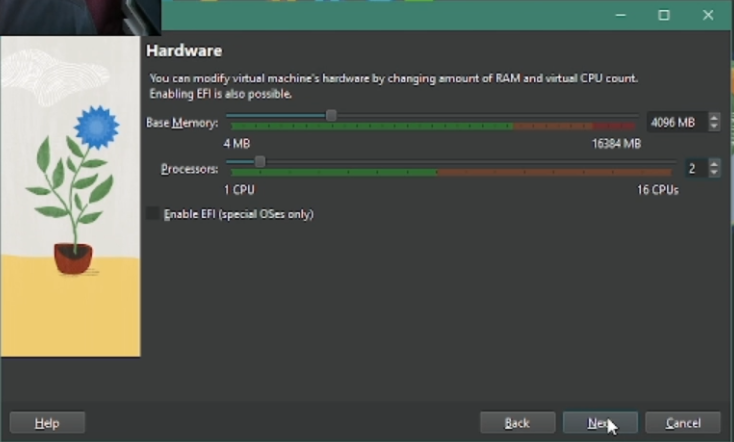 Hardware
You can modify virtual machine's hardware by changing amount of RAM and virtual CPU count.
Enabling EFI is also possible.
Base Memory: 4096 MB
4 MB 16384 MB
Processors: 2
1 CPU 16 CPUs
Enable EFI (special OSes only)
Help Back Cancel